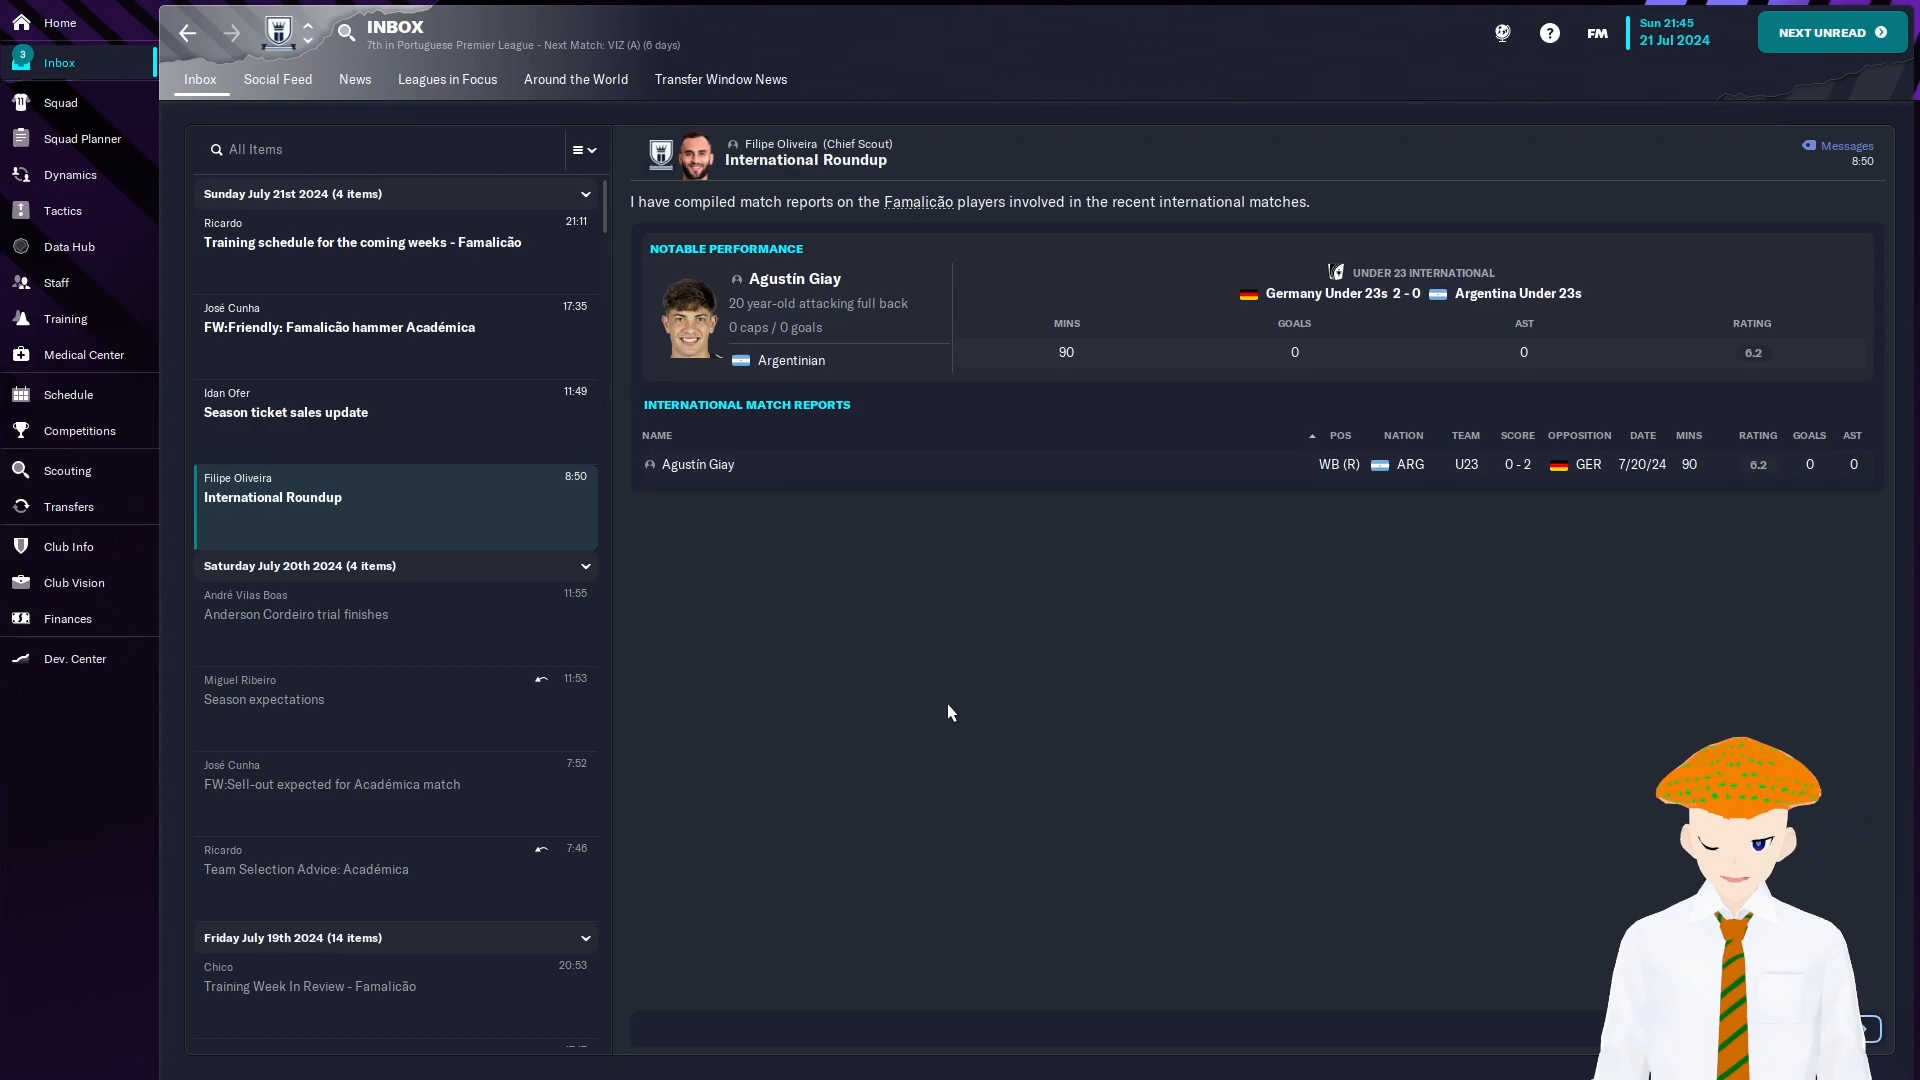 Home
3
Inbox
Squad
Squad Planner
Dynamics
Tactics
Data Hub
Staff
Training
Medical Center
Schedule
Competitions
Scouting
Transfers
Club Info
Club Vision
Finances
Dev. Center
INBOX
7th in Portuguese Premier League - Next Match: VIZ (A) (6 days)
?
FM
Sun 21:45
21 Jul 2024
NEXT UNREAD
Inbox Social Feed News Leagues in Focus Around the World Transfer Window News
All Items
Sunday July 21st 2024 (4 items)
Ricardo 21:11
Training schedule for the coming weeks - Famalicão
José Cunha 17:35
FW:Friendly: Famalicão hammer Académica
Idan Ofer 11:49
Season ticket sales update
Filipe Oliveira 8:50
International Roundup
Saturday July 20th 2024 (4 items)
André Vilas Boas 11:55
Anderson Cordeiro trial finishes
Miguel Ribeiro 11:53
Season expectations
José Cunha 7:52
FW:Sell-out expected for Académica match
Ricardo 7:46
Team Selection Advice: Académica
Friday July 19th 2024 (14 items)
Chico 20:53
Training Week In Review - Famalicão
Filipe Oliveira (Chief Scout)
International Roundup
Messages
8:50
I have compiled match reports on the Famalicão players involved in the recent international matches.
NOTABLE PERFORMANCE
Agustín Giay
20 year-old attacking full back
0 caps / 0 goals
Argentinian
UNDER 23 INTERNATIONAL
Germany Under 23s 2 - 0 Argentina Under 23s
MINS GOALS AST RATING
90 0 0 6.2
INTERNATIONAL MATCH REPORTS
NAME POS NATION TEAM SCORE OPPOSITION DATE MINS RATING GOALS AST
Agustín Giay WB (R) ARG U23 0 - 2 GER 7/20/24 90 6.2 0 0